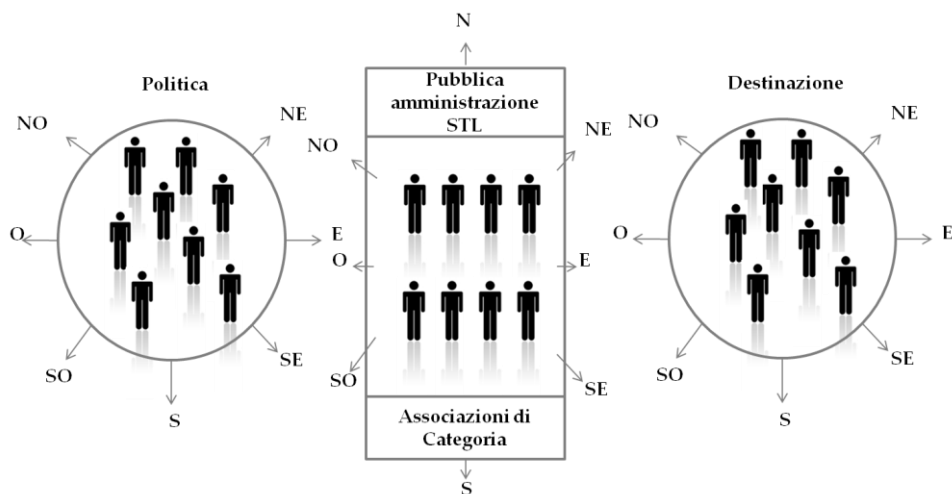 N
Politica
Pubblica
amministrazione
STL
Destinazione
NO
NE
NO
NE
NO
NE
O
E
O
E
O
E
SO
SE
S
SO
SE
SO
SE
S
Associazioni di
Categoria
S